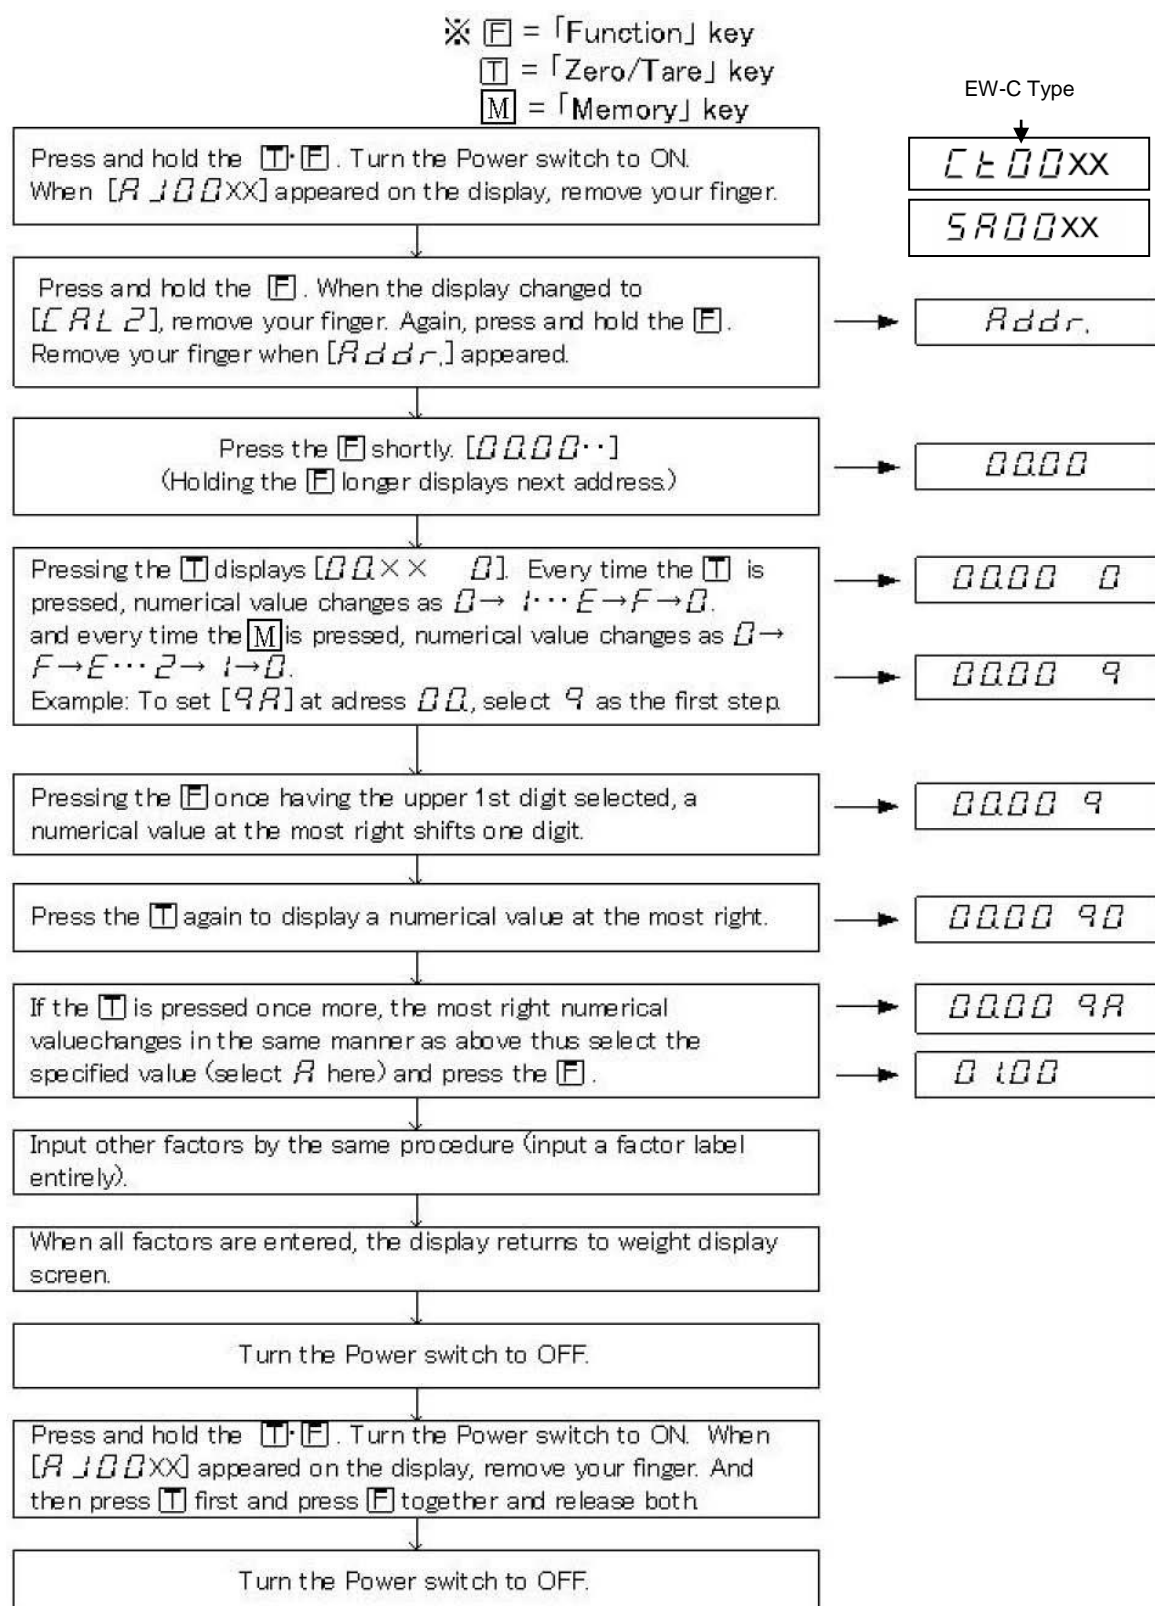 ※ F = 「Function」 key
T = 「Zero/Tare」 key
M = 「Memory」 key
EW-C Type
Press and hold the T・F . Turn the Power switch to ON.
When [AJ00XX] appeared on the display, remove your finger.
Ct00XX
SA00XX
Press and hold the F . When the display changed to
[CAL2], remove your finger. Again, press and hold the F .
Remove your finger when [Addr.] appeared.
Addr.
Press the F shortly. [00.00・・]
(Holding the F longer displays next address.)
00.00
Pressing the T displays [00.×× 0]. Every time the T is
pressed, numerical value changes as 0→ 1・・・E→F→0.
and every time the M is pressed, numerical value changes as 0→
F→E・・・2→ 1→0.
Example: To set [9A] at adress 00., select 9 as the first step.
00.00 0
00.00 9
Pressing the F once having the upper 1st digit selected, a
numerical value at the most right shifts one digit.
00.00 9
Press the T again to display a numerical value at the most right.
00.00 90
If the T is pressed once more, the most right numerical
valuechanges in the same manner as above thus select the
specified value (select A here) and press the F .
00.00 9A
01.00
Input other factors by the same procedure (input a factor label
entirely).
When all factors are entered, the display returns to weight display
screen.
Turn the Power switch to OFF.
Press and hold the T・F . Turn the Power switch to ON. When
[AJ00XX] appeared on the display, remove your finger. And
then press T first and press F together and release both.
Turn the Power switch to OFF.